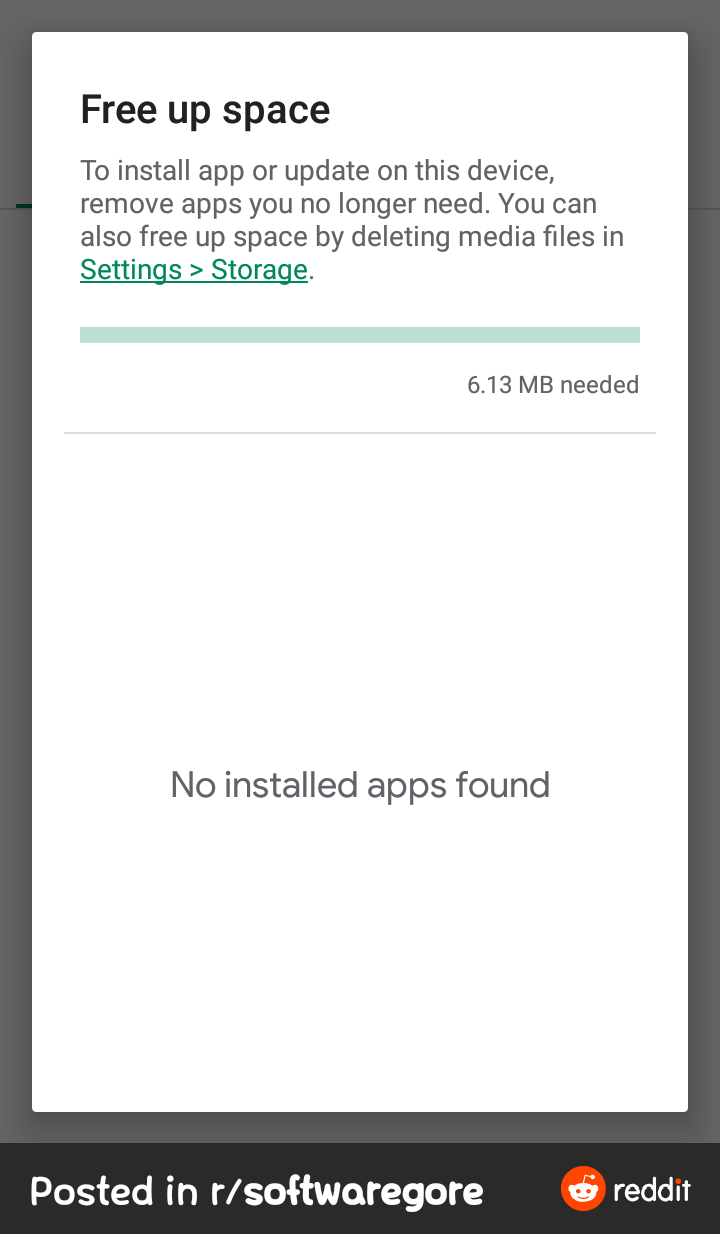 Free up space
To install app or update on this device,
remove apps you no longer need. You can
also free up space by deleting media files in
Settings > Storage.
6.13 MB needed
No installed apps found
Posted in r/softwaregore
reddit